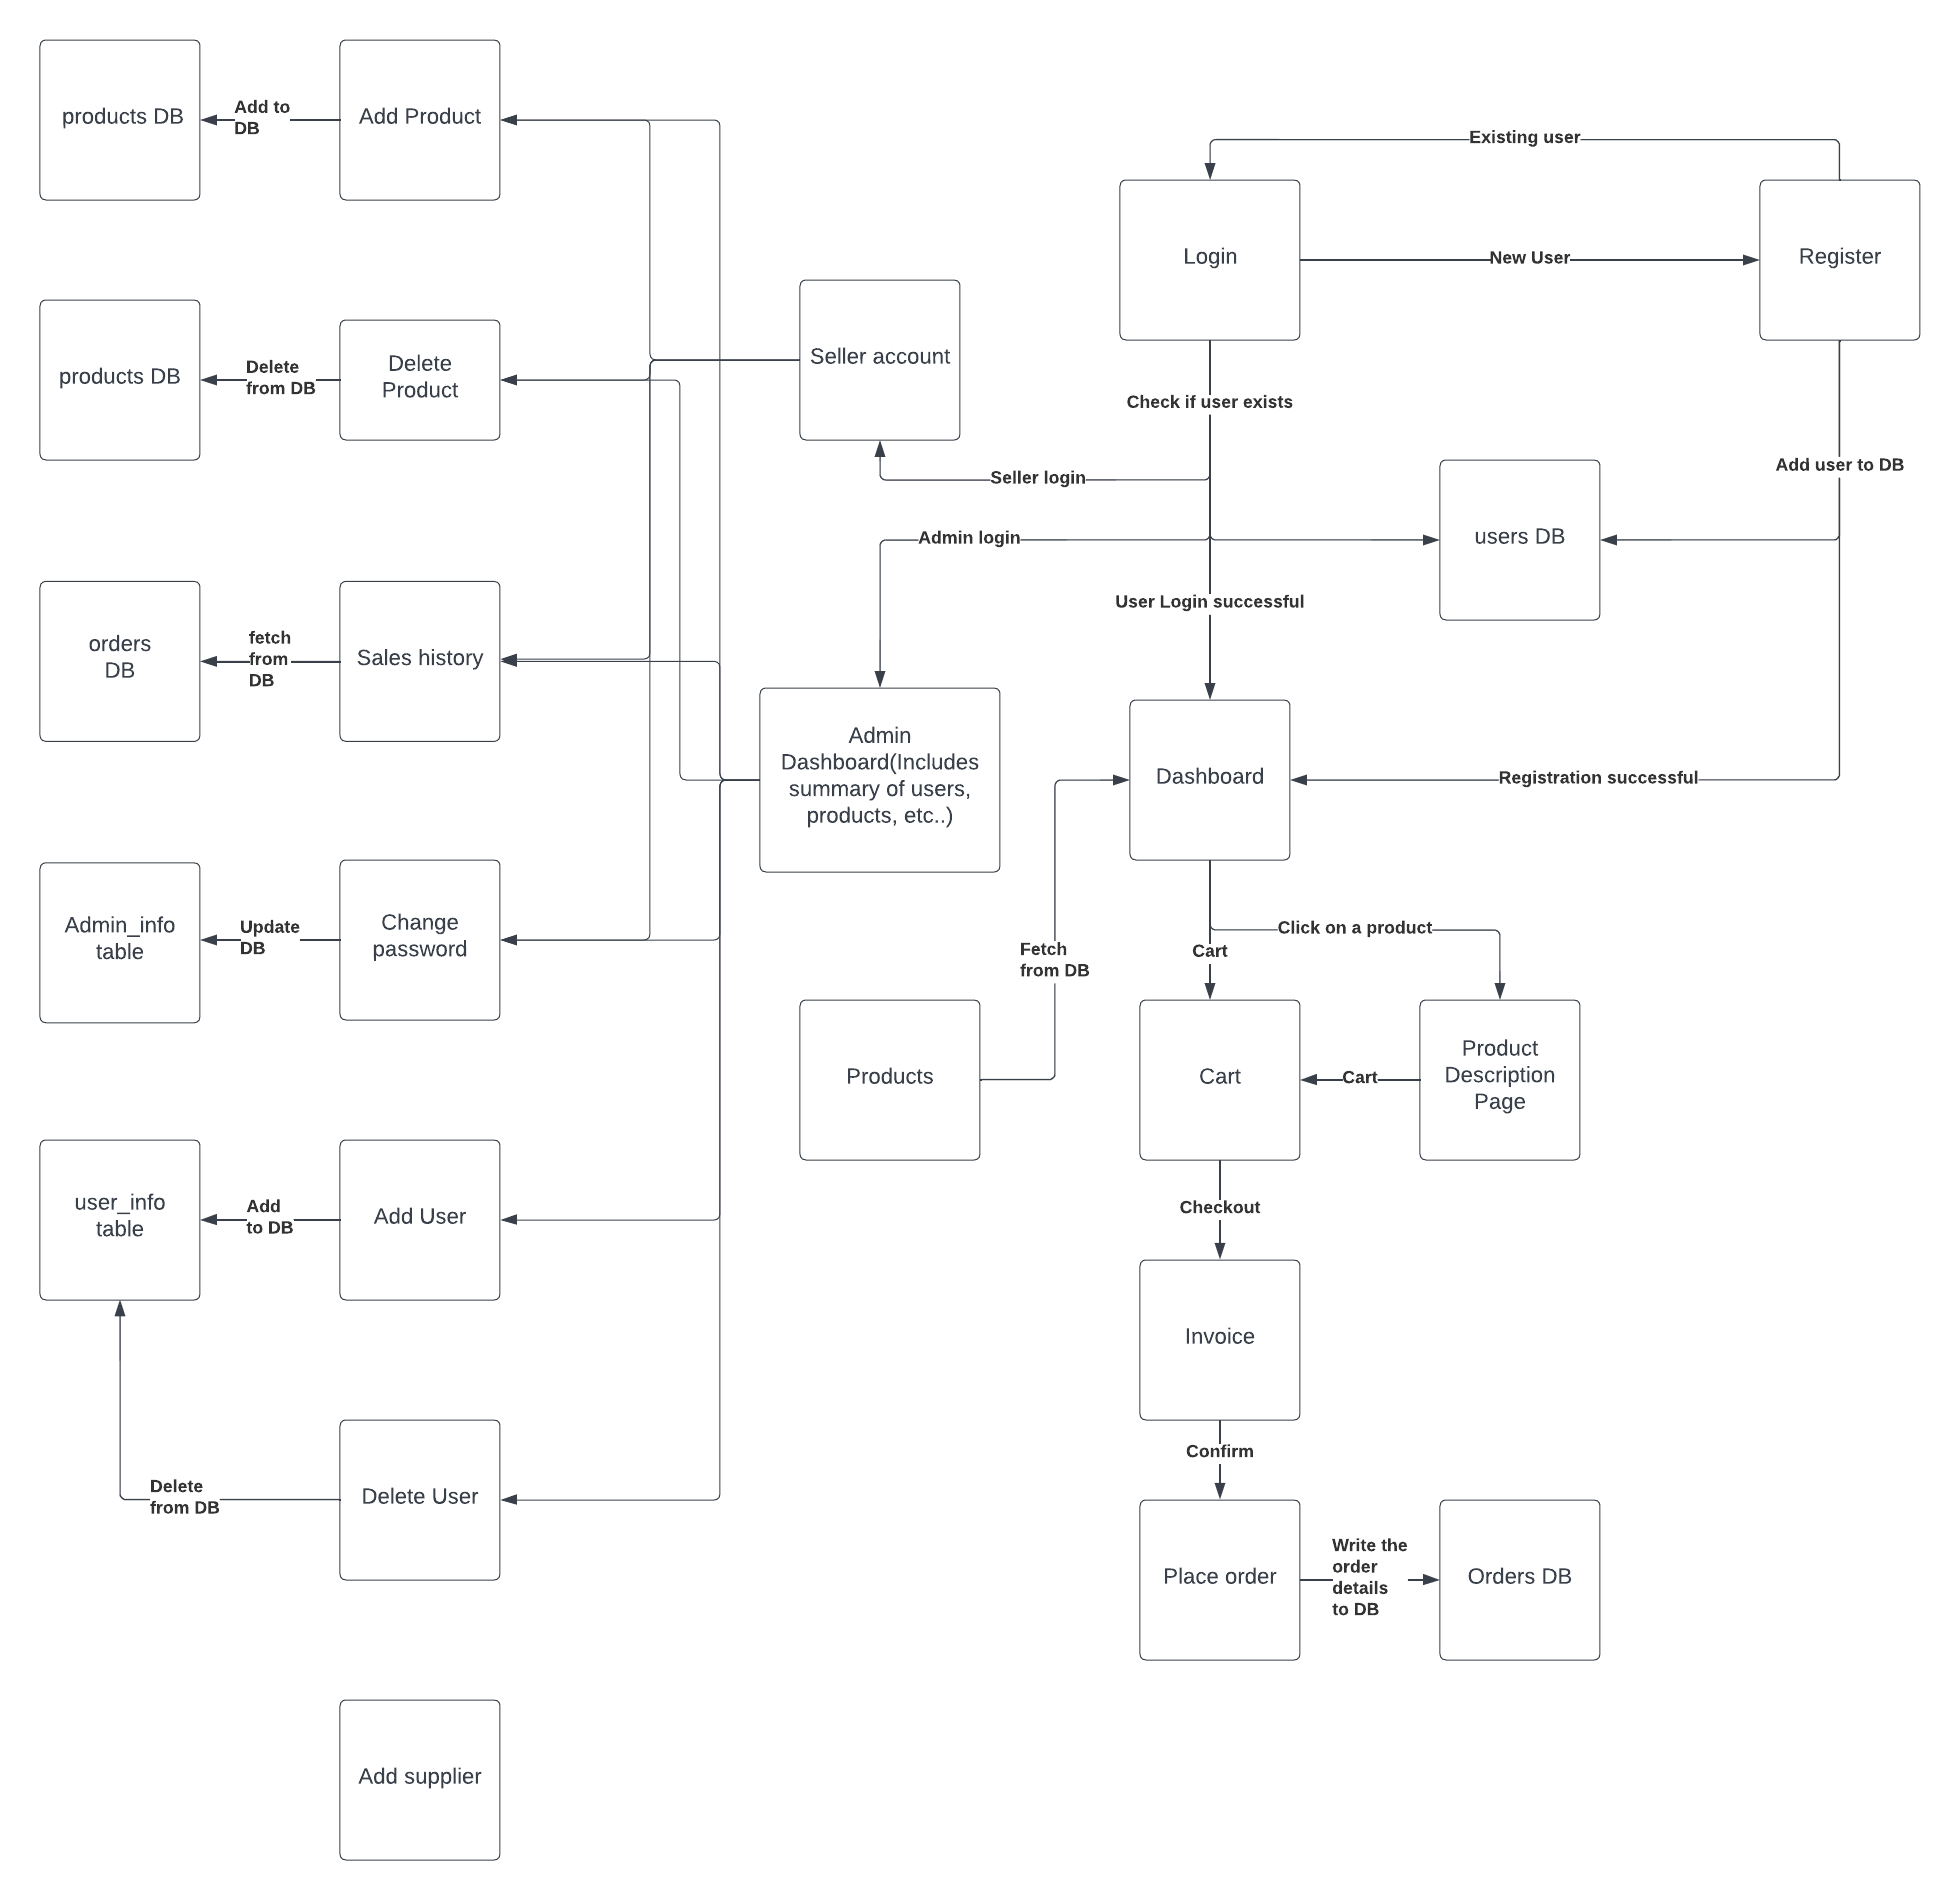 products DB
Add to
DB
Add Product
Existing user
Login
New User
Register
products DB
Delete
from DB
Delete
Product
Seller account
Check if user exists
Seller login
Add user to DB
Admin login
users DB
User Login successful
orders
DB
fetch
from
DB
Sales history
Admin
Dashboard(Includes
summary of users,
products, etc..)
Dashboard
Registration successful
Admin_info
table
Update
DB
Change
password
Fetch
from DB
Click on a product
Cart
Products
Cart
Cart
Product
Description
Page
user_info
table
Add
to DB
Add User
Checkout
Invoice
Confirm
Delete
from DB
Delete User
Place order
Write the
order
details
to DB
Orders DB
Add supplier